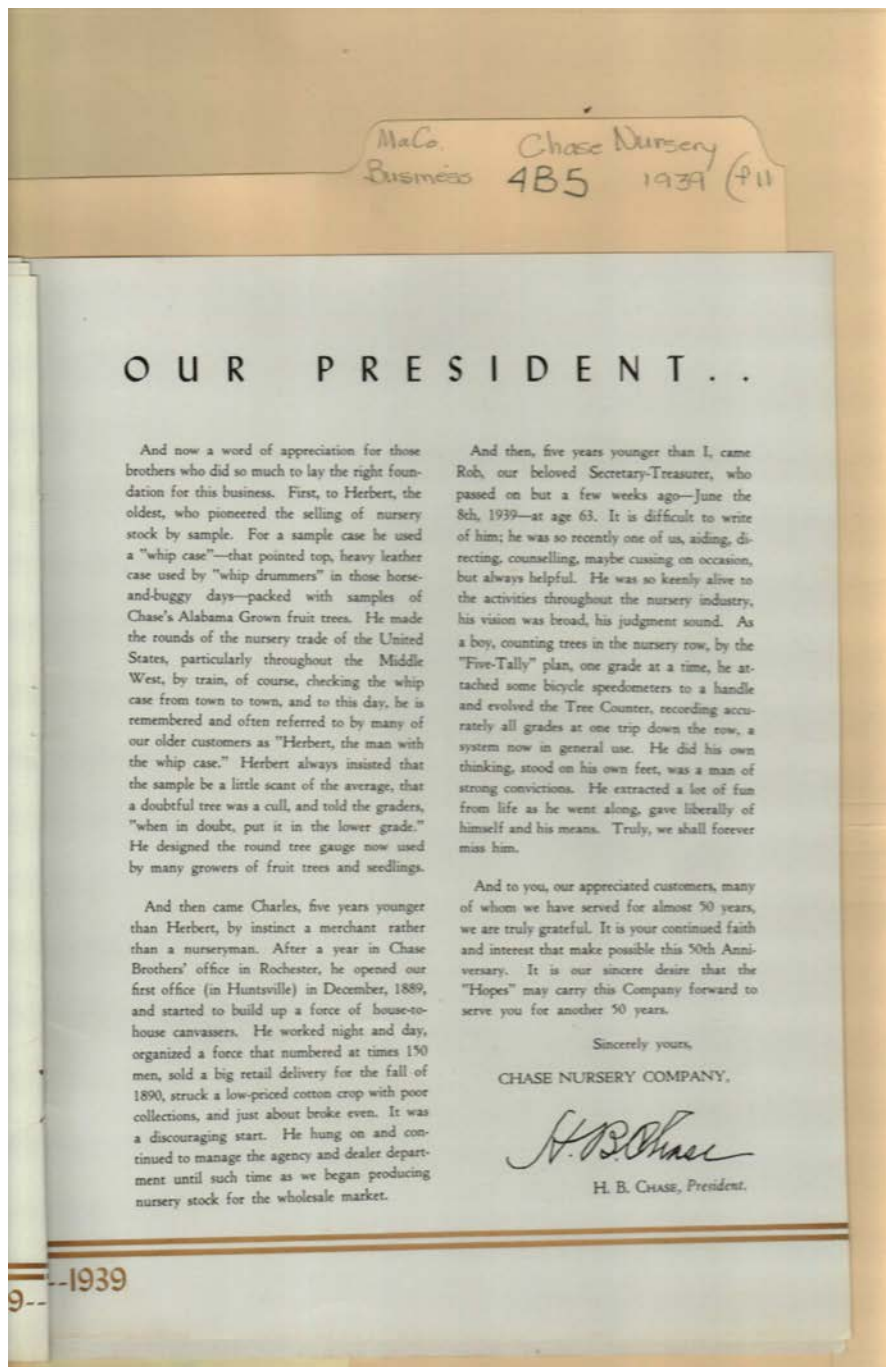 MaCo. Chase Nursery
Business 4B5 1939 (P11
OUR PRESIDENT..
And now a word of appreciation for those
brothers who did so much to lay the right foun-
dation for this business. First, to Herbert, the
oldest, who pioneered the selling of nursery
stock by sample. For a sample case he used
a "whip case"—that pointed top, heavy leather
case used by "whip drummers" in those horse-
and-buggy days—packed with samples of
Chase's Alabama Grown fruit trees. He made
the rounds of the nursery trade of the United
States, particularly throughout the Middle
West, by train, of course, checking the whip
case from town to town, and to this day, he is
remembered and often referred to by many of
our older customers as "Herbert, the man with
the whip case." Herbert always insisted that
the sample be a little scant of the average, that
a doubtful tree was a cull, and told the graders,
"when in doubt, put it in the lower grade."
He designed the round tree gauge now used
by many growers of fruit trees and seedlings.
And then came Charles, five years younger
than Herbert, by instinct a merchant rather
than a nurseryman. After a year in Chase
Brothers' office in Rochester, he opened our
first office (in Huntsville) in December, 1889,
and started to build up a force of house-to-
house canvassers. He worked night and day,
organized a force that numbered at times 150
men, sold a big retail delivery for the fall of
1890, struck a low-priced cotton crop with poor
collections, and just about broke even. It was
a discouraging start. He hung on and con-
tinued to manage the agency and dealer depart-
ment until such time as we began producing
nursery stock for the wholesale market.
And then, five years younger than I, came
Rob, our beloved Secretary-Treasurer, who
passed on but a few weeks ago—June the
8th, 1939—at age 63. It is difficult to write
of him; he was so recently one of us, aiding, di-
recting, counselling, maybe cussing on occasion,
but always helpful. He was so keenly alive to
the activities throughout the nursery industry,
his vision was broad, his judgment sound. As
a boy, counting trees in the nursery row, by the
"Five-Tally" plan, one grade at a time, he at-
tached some bicycle speedometers to a handle
and evolved the Tree Counter, recording accu-
rately all grades at one trip down the row, a
system now in general use. He did his own
thinking, stood on his own feet, was a man of
strong convictions. He extracted a lot of fun
from life as he went along, gave liberally of
himself and his means. Truly, we shall forever
miss him.
And to you, our appreciated customers, many
of whom we have served for almost 50 years,
we are truly grateful. It is your continued faith
and interest that make possible this 50th Anni-
versary. It is our sincere desire that the
"Hopes" may carry this Company forward to
serve you for another 50 years.
Sincerely yours,
CHASE NURSERY COMPANY,
H. B. Chase
H. B. CHASE, President.
--1939
9--